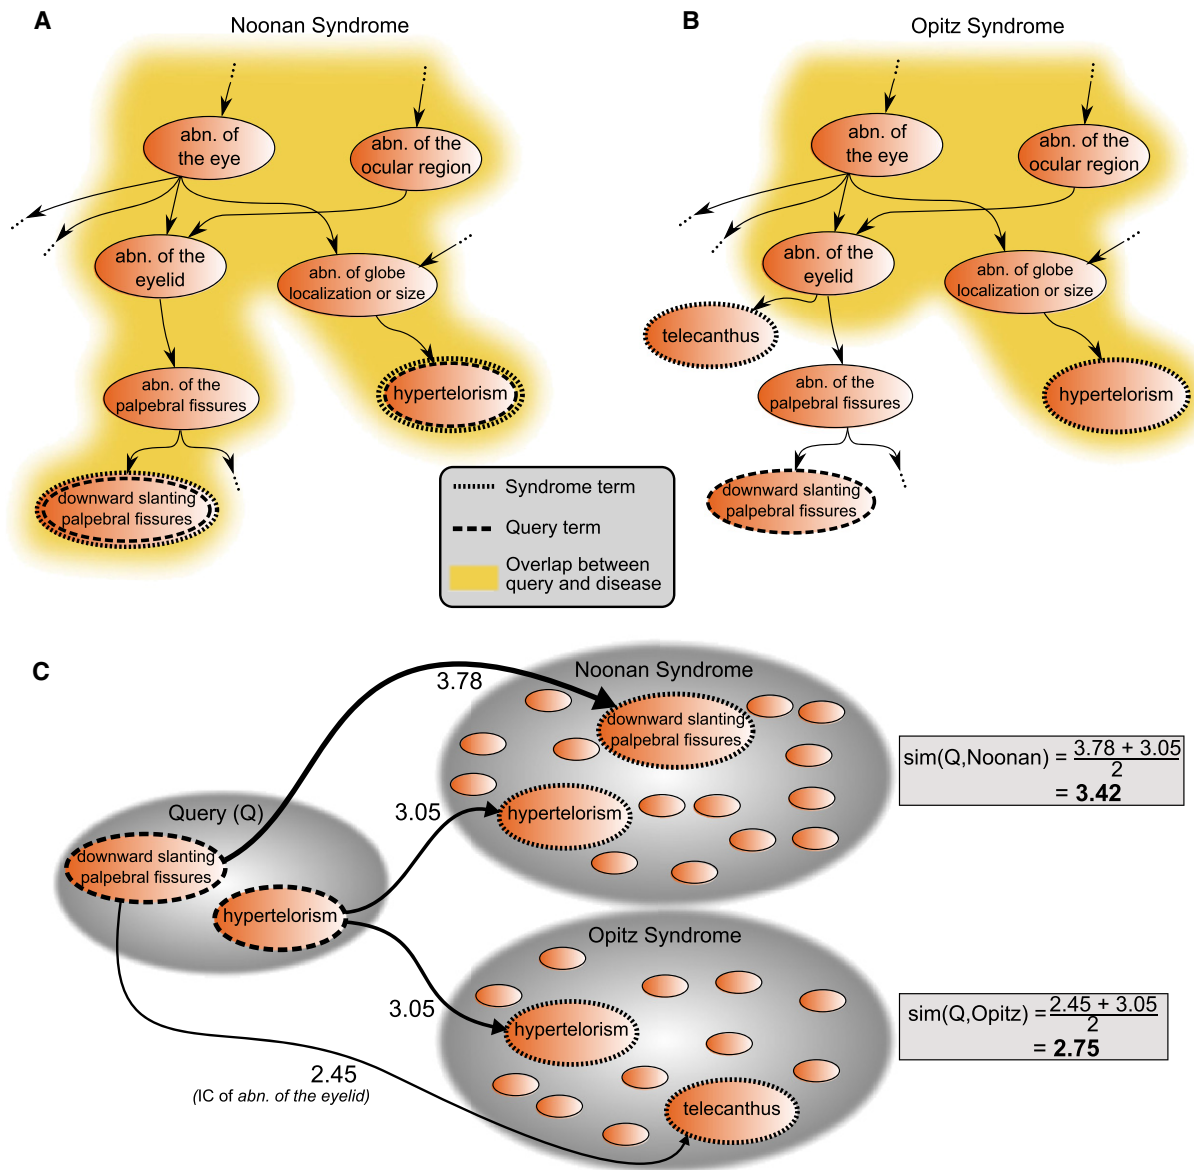 A
Noonan Syndrome
abn. of
the eye
abn. of the
ocular region
abn. of the
eyelid
abn. of globe
localization or size
abn. of the
palpebral fissures
hypertelorism
downward slanting
palpebral fissures
B
Opitz Syndrome
abn. of
the eye
abn. of the
ocular region
abn. of the
eyelid
abn. of globe
localization or size
telecanthus
abn. of the
palpebral fissures
hypertelorism
downward slanting
palpebral fissures
Syndrome term
Query term
Overlap between
query and disease
C
Query (Q)
downward slanting
palpebral fissures
hypertelorism
3.78
3.05
3.05
2.45
(IC of abn. of the eyelid)
Noonan Syndrome
downward slanting
palpebral fissures
hypertelorism
sim(Q,Noonan) = 3.78 + 3.05
2
= 3.42
Opitz Syndrome
hypertelorism
telecanthus
sim(Q,Opitz) = 2.45 + 3.05
2
= 2.75